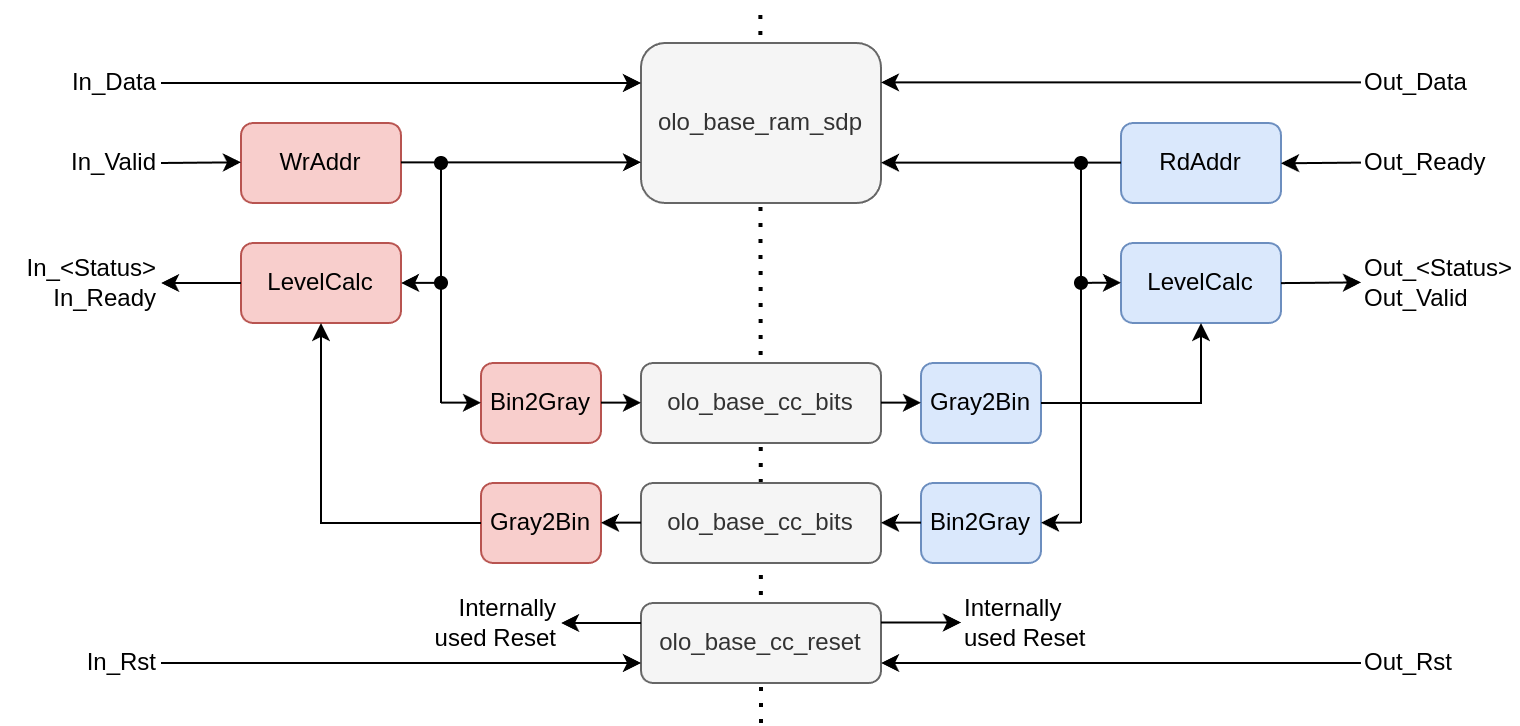 In_Data
olo_base_ram_sdp
Out_Data
In_Valid
WrAddr
RdAddr
Out_Ready
In_<Status>
In_Ready
LevelCalc
LevelCalc
Out_<Status>
Out_Valid
Bin2Gray
olo_base_cc_bits
Gray2Bin
Gray2Bin
olo_base_cc_bits
Bin2Gray
Internally
used Reset
olo_base_cc_reset
Internally
used Reset
In_Rst
Out_Rst